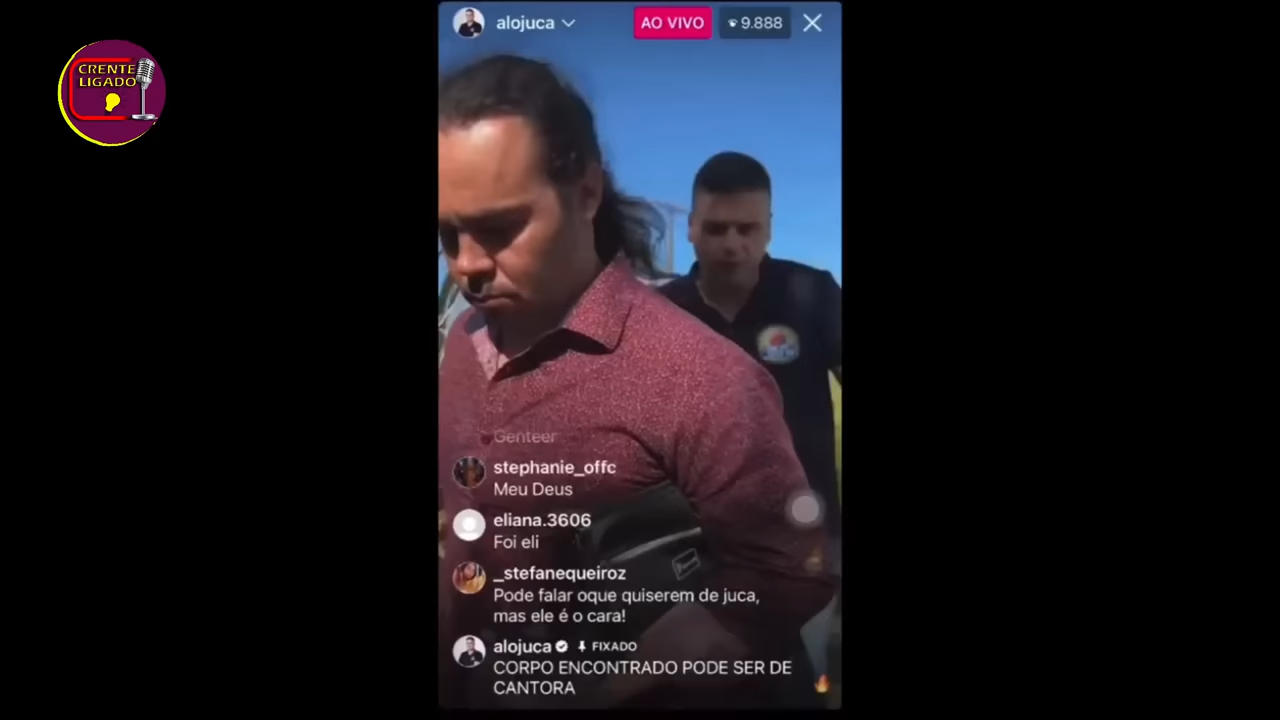 CRENTE
LIGADO
alojuca
AO VIVO
9.888
Genteer
stephanie_offc
Meu Deus
eliana.3606
Foi eli
_stefanequeiroz
Pode falar oque quiserem de juca,
mas ele é o cara!
alojuca FIXADO
CORPO ENCONTRADO PODE SER DE
CANTORA